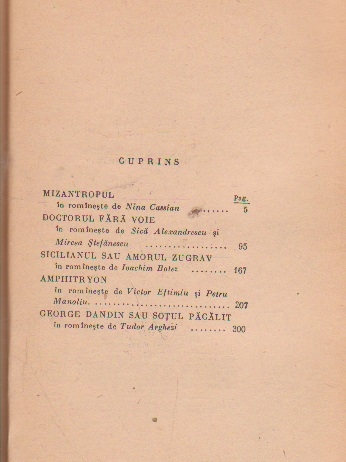 CUPRINS
Pag.
MIZANTROPUL
în romînește de Nina Cassian ....... 5
DOCTORUL FĂRĂ VOIE
în romînește de Sică Alexandrescu și
Mircea Ștefănescu ................. 95
SICILIANUL SAU AMORUL ZUGRAV
în romînește de Ioachim Botez ........ 167
AMPHITRYON
în romînește de Victor Eftimiu și Petru
Manoliu. ............................ 207
GEORGE DANDIN SAU SOȚUL PĂCĂLIT
în romînește de Tudor Arghezi ........ 300